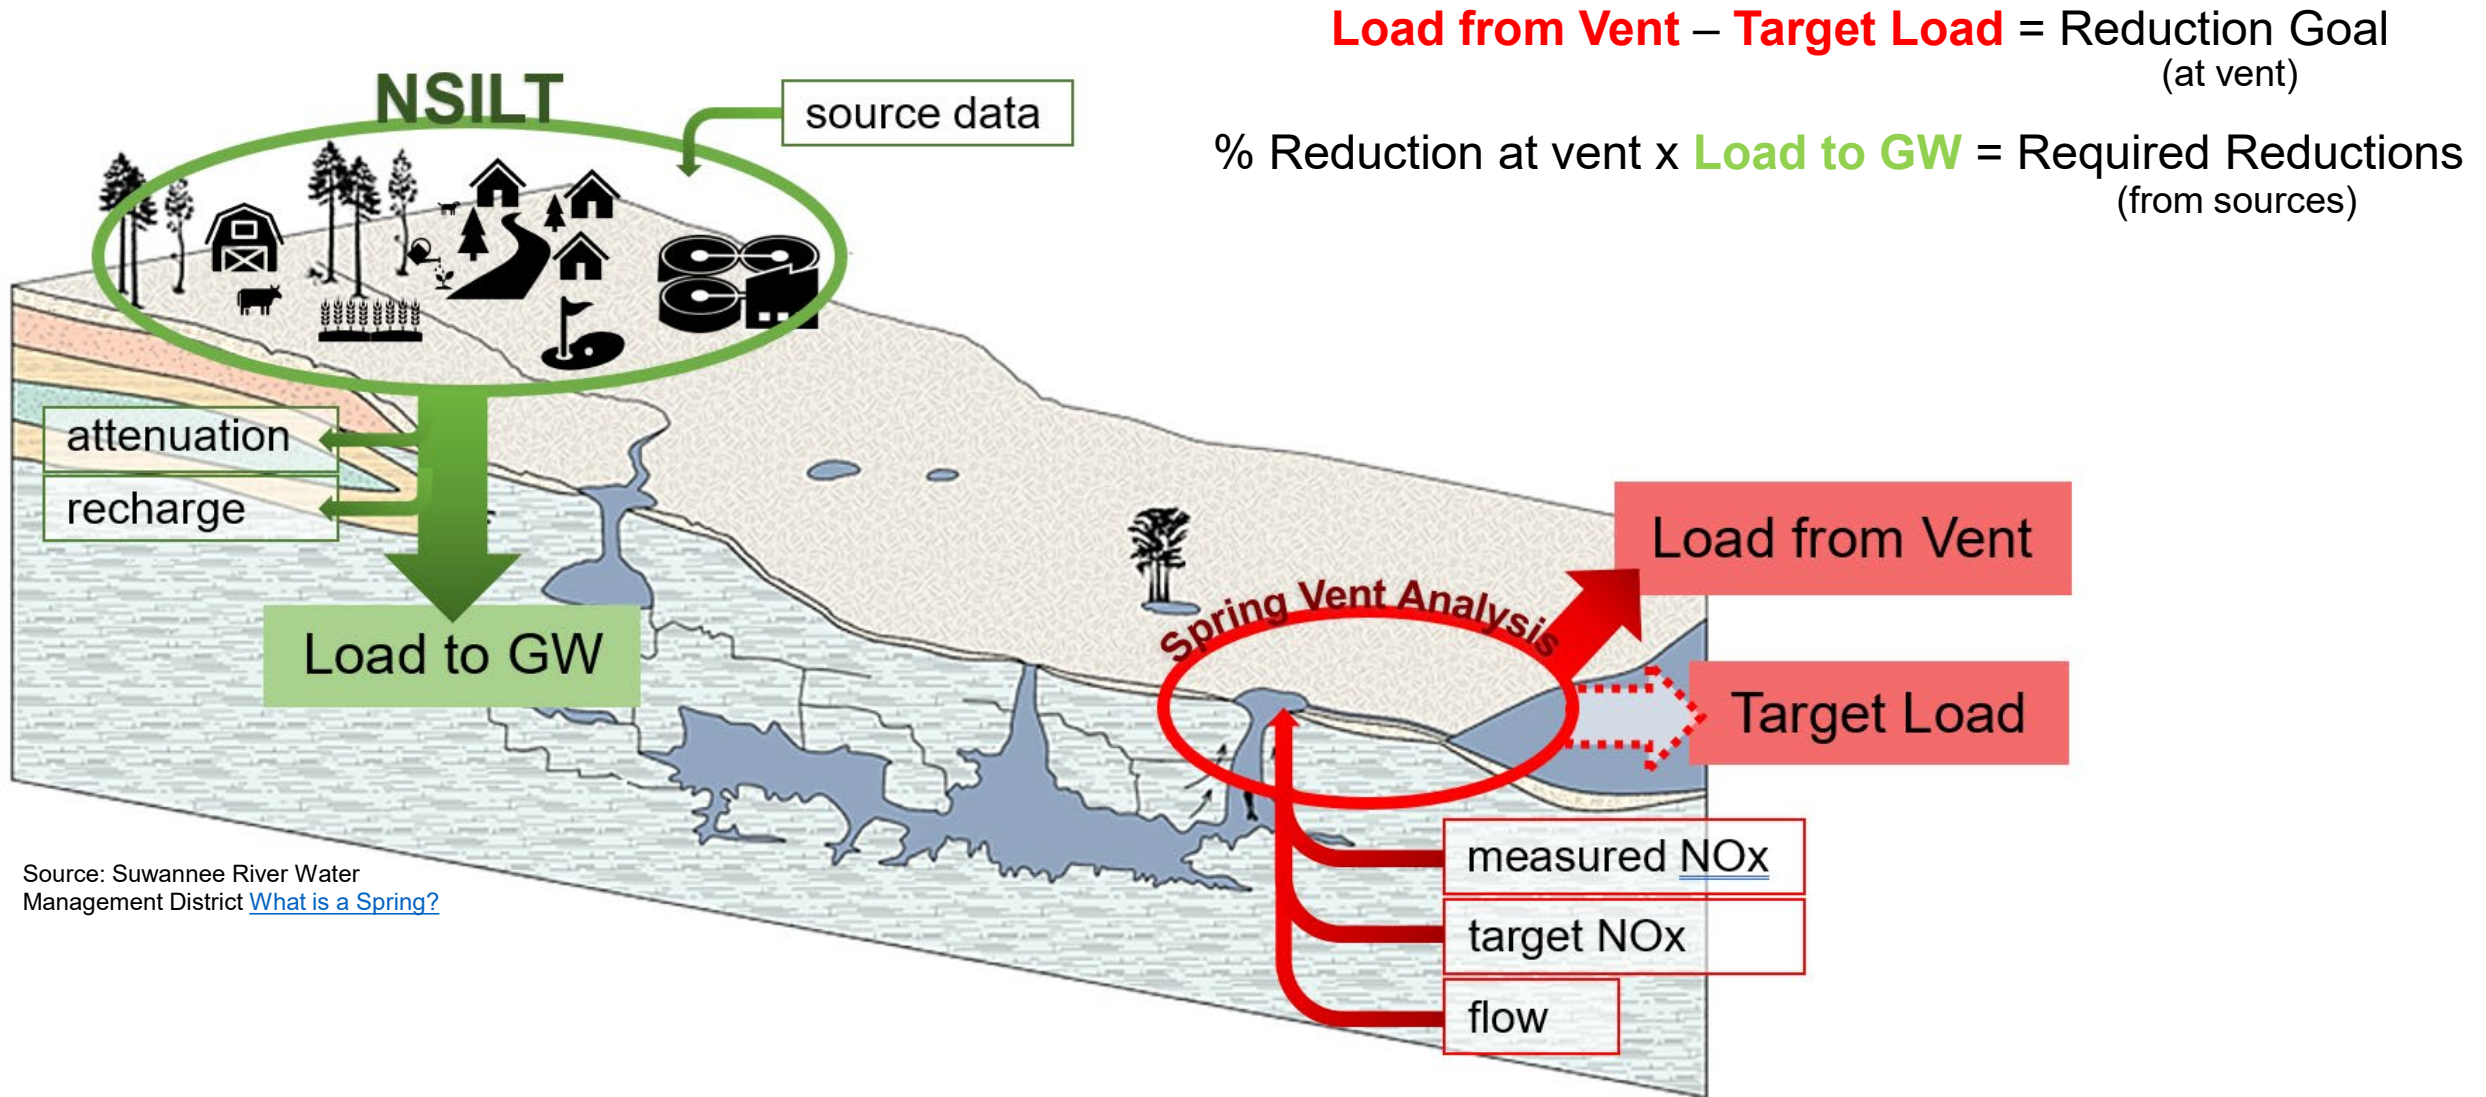 Load from Vent – Target Load = Reduction Goal
(at vent)
% Reduction at vent x Load to GW = Required Reductions
(from sources)
NSILT
source data
attenuation
recharge
Load to GW
Spring Vent Analysis
Load from Vent
Target Load
measured NOx
target NOx
flow
Source: Suwannee River Water
Management District What is a Spring?